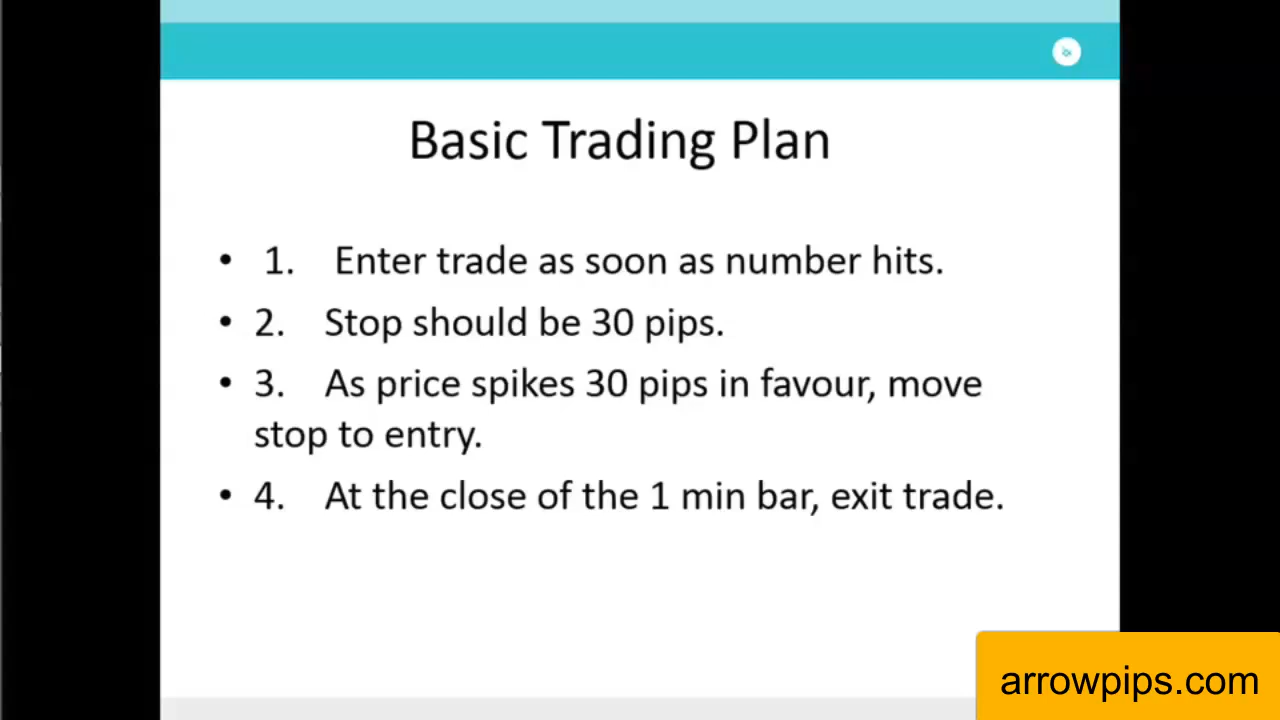 Basic Trading Plan
• 1. Enter trade as soon as number hits.
• 2. Stop should be 30 pips.
• 3. As price spikes 30 pips in favour, move
stop to entry.
• 4. At the close of the 1 min bar, exit trade.
arrowpips.com